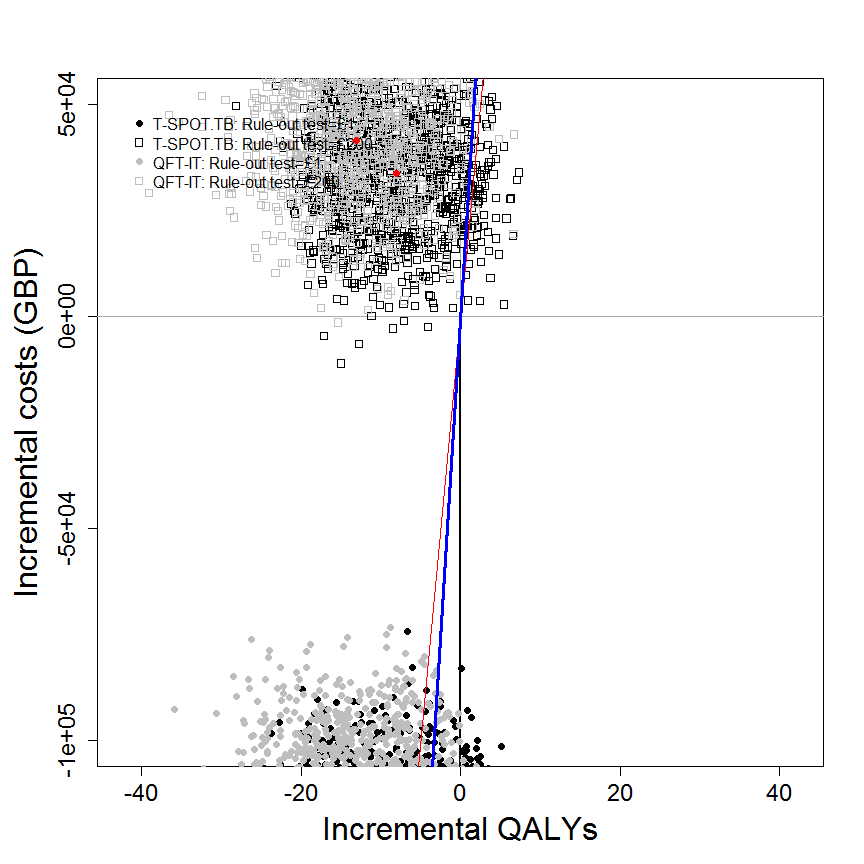 5e+04
T-SPOT.TB: Rule-out test=£1
T-SPOT.TB: Rule-out test=£200
QFT-IT: Rule-out test=£1
QFT-IT: Rule-out test=£200
0e+00
-5e+04
-1e+05
Incremental costs (GBP)
-40 -20 0 20 40
Incremental QALYs